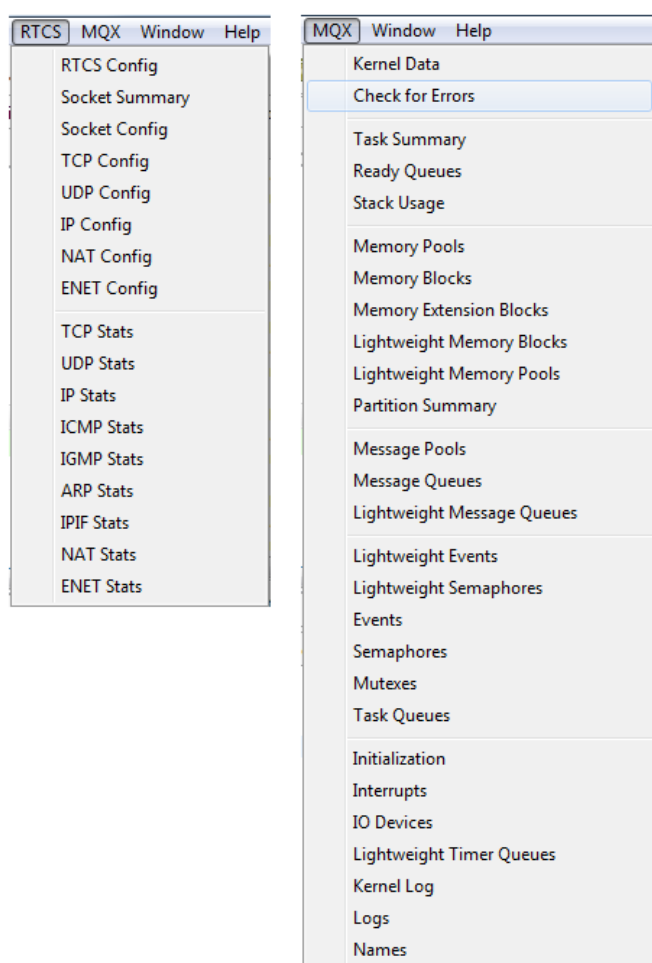 RTCS MQX Window Help
RTCS Config
Socket Summary
Socket Config
TCP Config
UDP Config
IP Config
NAT Config
ENET Config
TCP Stats
UDP Stats
IP Stats
ICMP Stats
IGMP Stats
ARP Stats
IPIF Stats
NAT Stats
ENET Stats
MQX Window Help
Kernel Data
Check for Errors
Task Summary
Ready Queues
Stack Usage
Memory Pools
Memory Blocks
Memory Extension Blocks
Lightweight Memory Blocks
Lightweight Memory Pools
Partition Summary
Message Pools
Message Queues
Lightweight Message Queues
Lightweight Events
Lightweight Semaphores
Events
Semaphores
Mutexes
Task Queues
Initialization
Interrupts
IO Devices
Lightweight Timer Queues
Kernel Log
Logs
Names